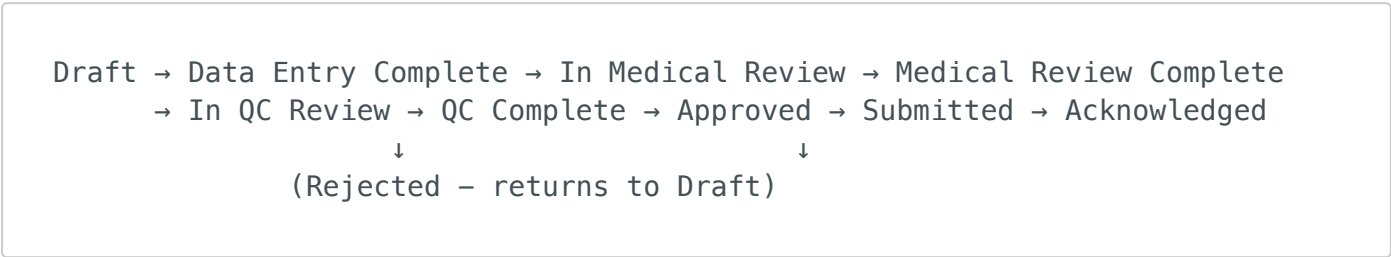 Draft → Data Entry Complete → In Medical Review → Medical Review Complete
→ In QC Review → QC Complete → Approved → Submitted → Acknowledged
↓ ↓
(Rejected – returns to Draft)